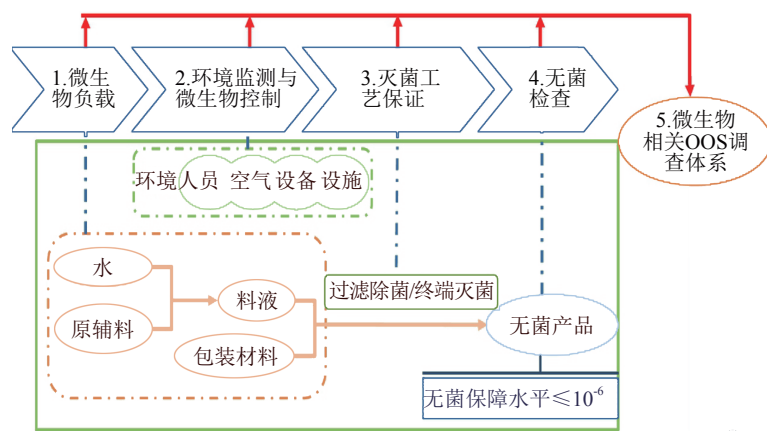 1.微生
物负载
2.环境监测与
微生物控制
3.灭菌工
艺保证
4.无菌
检查
5.微生物
相关OOS调
查体系
环境人员 空气设备设施
水
原辅料
料液
包装材料
过滤除菌/终端灭菌
无菌产品
无菌保障水平≤10⁻⁶